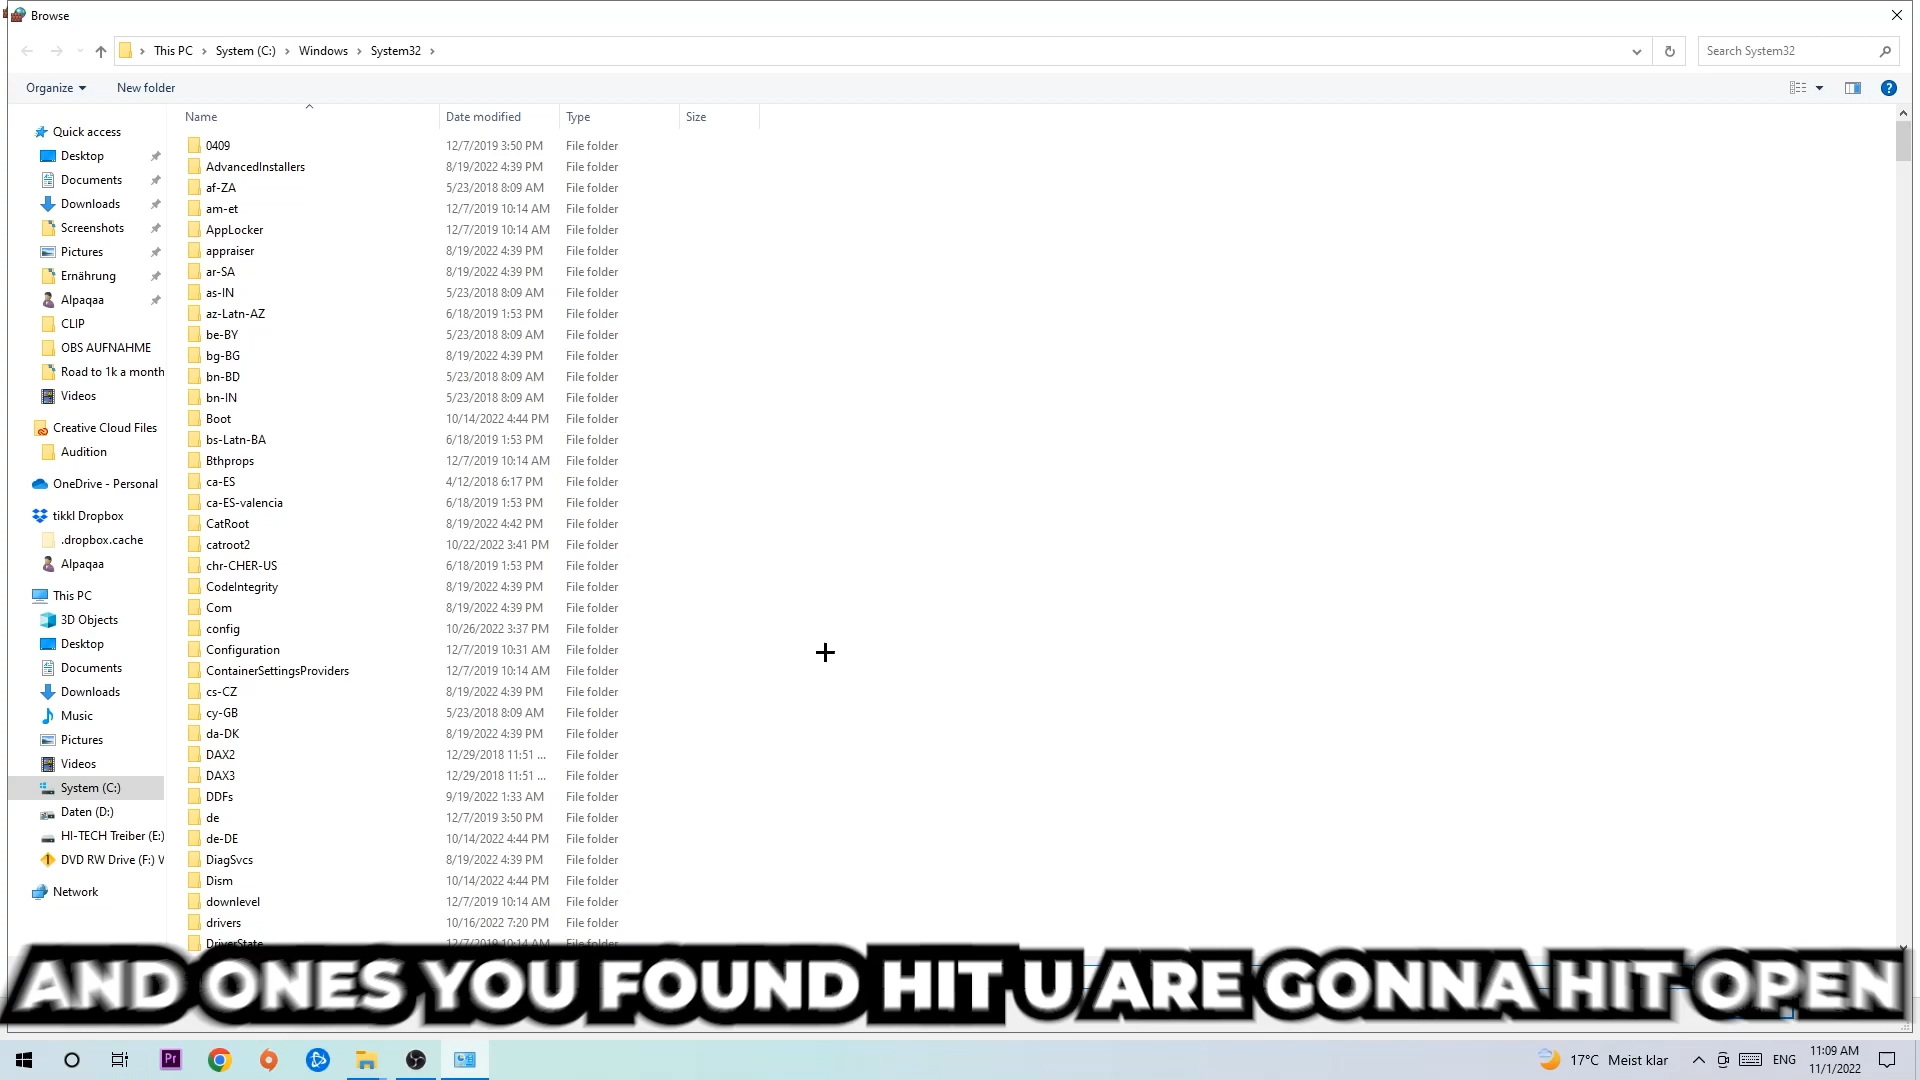 Browse
This PC > System (C:) > Windows > System32 >
Search System32
Organize
New folder
Name Date modified Type Size
Quick access
Desktop
Documents
Downloads
Screenshots
Pictures
Ernährung
Alpaqaa
CLIP
OBS AUFNAHME
Road to 1k a month
Videos
Creative Cloud Files
Audition
OneDrive - Personal
tikkl Dropbox
.dropbox.cache
Alpaqaa
This PC
3D Objects
Desktop
Documents
Downloads
Music
Pictures
Videos
System (C:)
Daten (D:)
HI-TECH Treiber (E:)
DVD RW Drive (F:) V
Network
0409 12/7/2019 3:50 PM File folder
AdvancedInstallers 8/19/2022 4:39 PM File folder
af-ZA 5/23/2018 8:09 AM File folder
am-et 12/7/2019 10:14 AM File folder
AppLocker 12/7/2019 10:14 AM File folder
appraiser 8/19/2022 4:39 PM File folder
ar-SA 8/19/2022 4:39 PM File folder
as-IN 5/23/2018 8:09 AM File folder
az-Latn-AZ 6/18/2019 1:53 PM File folder
be-BY 5/23/2018 8:09 AM File folder
bg-BG 8/19/2022 4:39 PM File folder
bn-BD 5/23/2018 8:09 AM File folder
bn-IN 5/23/2018 8:09 AM File folder
Boot 10/14/2022 4:44 PM File folder
bs-Latn-BA 6/18/2019 1:53 PM File folder
Bthprops 12/7/2019 10:14 AM File folder
ca-ES 4/12/2018 6:17 PM File folder
ca-ES-valencia 6/18/2019 1:53 PM File folder
CatRoot 8/19/2022 4:42 PM File folder
catroot2 10/22/2022 3:41 PM File folder
chr-CHER-US 6/18/2019 1:53 PM File folder
CodeIntegrity 8/19/2022 4:39 PM File folder
Com 8/19/2022 4:39 PM File folder
config 10/26/2022 3:37 PM File folder
Configuration 12/7/2019 10:31 AM File folder
ContainerSettingsProviders 12/7/2019 10:14 AM File folder
cs-CZ 8/19/2022 4:39 PM File folder
cy-GB 5/23/2018 8:09 AM File folder
da-DK 8/19/2022 4:39 PM File folder
DAX2 12/29/2018 11:51 ... File folder
DAX3 12/29/2018 11:51 ... File folder
DDFs 9/19/2022 1:33 AM File folder
de 12/7/2019 3:50 PM File folder
de-DE 10/14/2022 4:44 PM File folder
DiagSvcs 8/19/2022 4:39 PM File folder
Dism 10/14/2022 4:44 PM File folder
downlevel 12/7/2019 10:14 AM File folder
drivers 10/16/2022 7:20 PM File folder
DriverState 12/7/2019 10:14 AM File folder
AND ONES YOU FOUND HIT U ARE GONNA HIT OPEN
Pr
17°C Meist klar
ENG
11:09 AM
11/1/2022